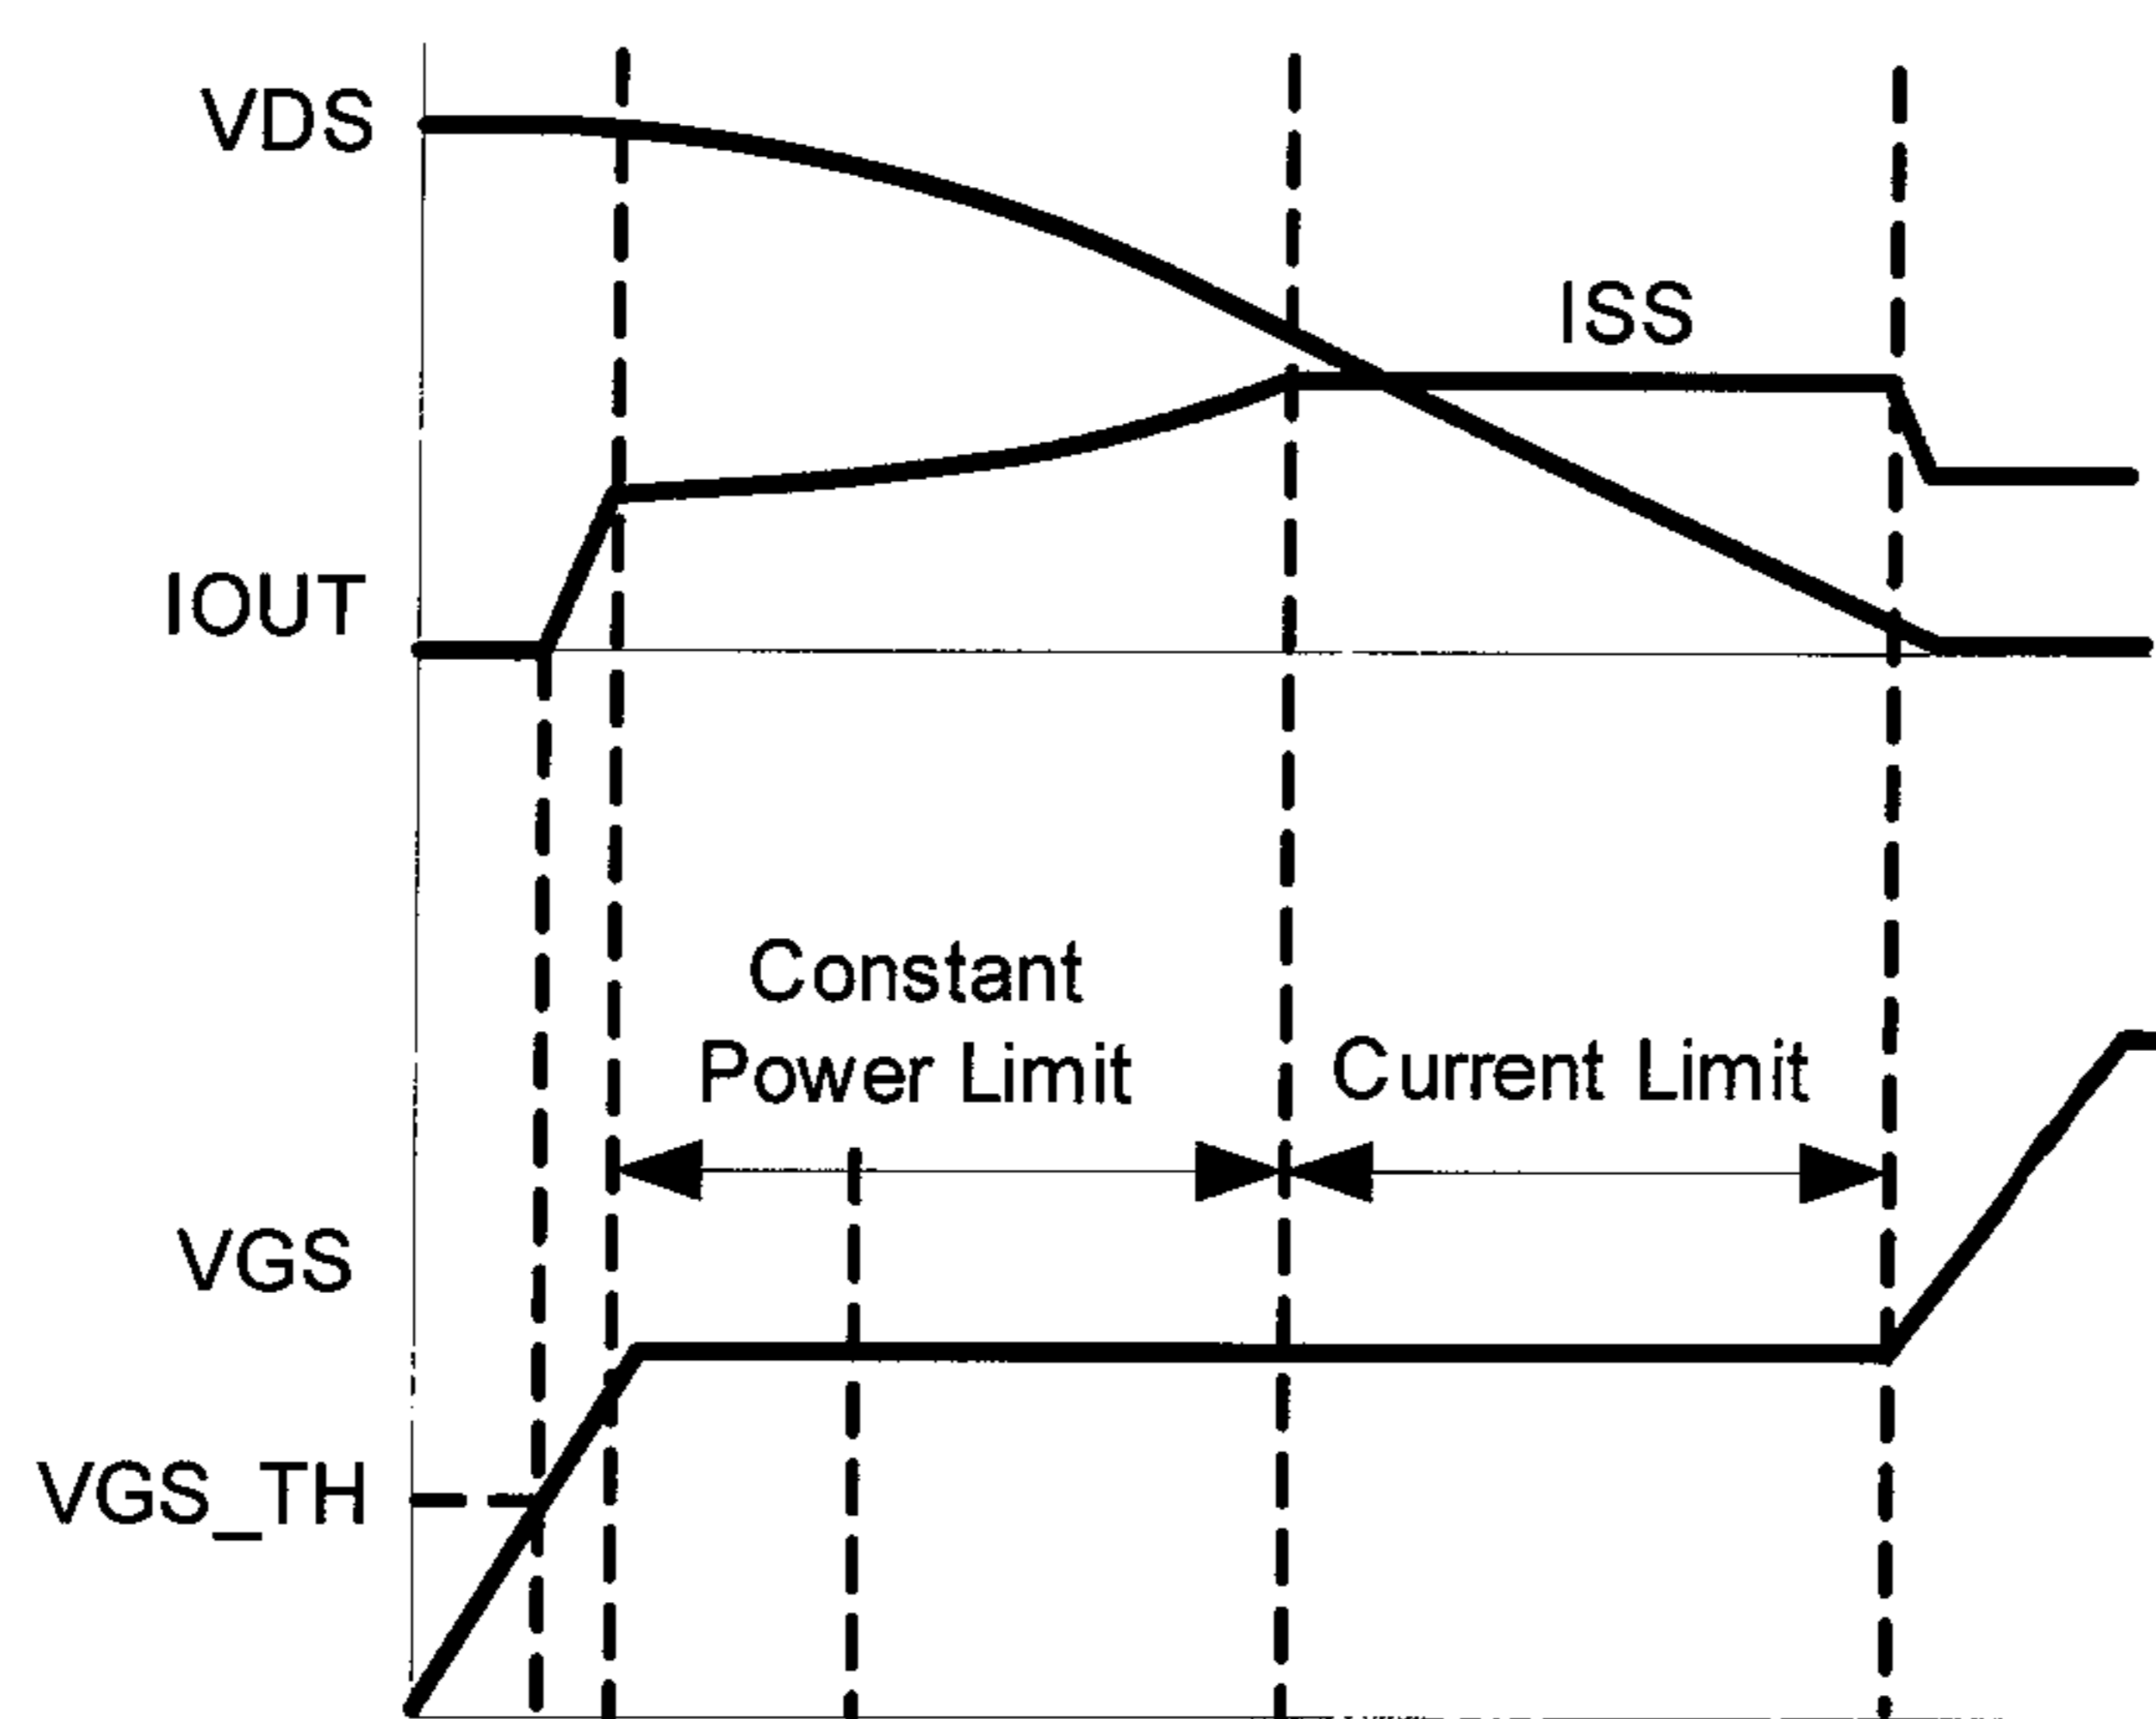 VDS
ISS
IOUT
Constant
Power Limit
Current Limit
VGS
VGS_TH